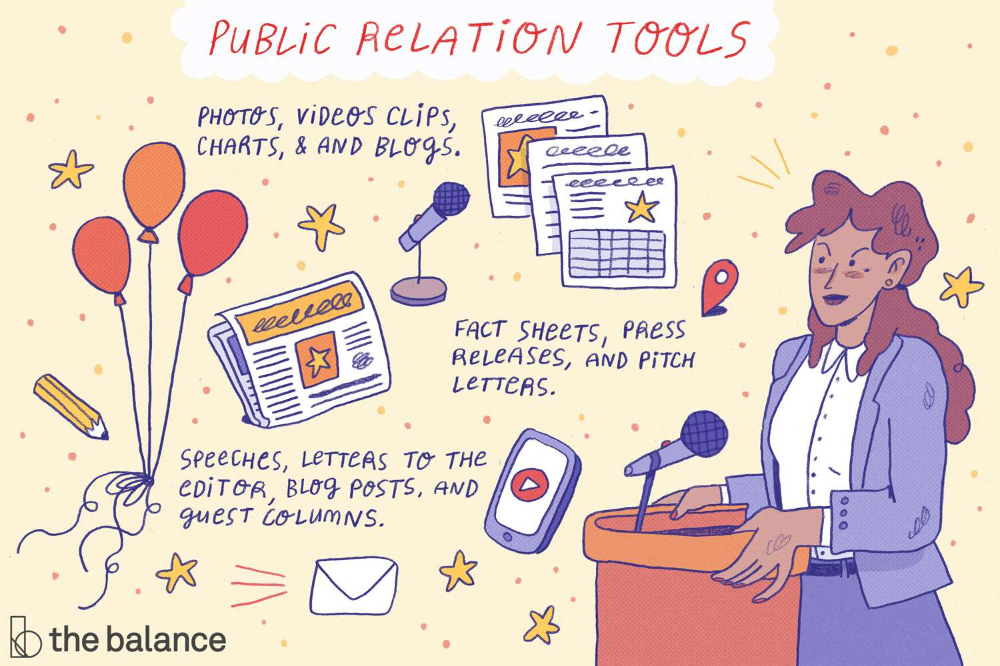 PUBLIC RELATION TOOLS
PHOTOS, VIDEOS CLIPS,
CHARTS, & AND BLOGS.
FACT SHEETS, PRESS
RELEASES, AND PITCH
LETTERS.
SPEECHES, LETTERS TO THE
EDITOR, BLOG POSTS, AND
GUEST COLUMNS.
the balance